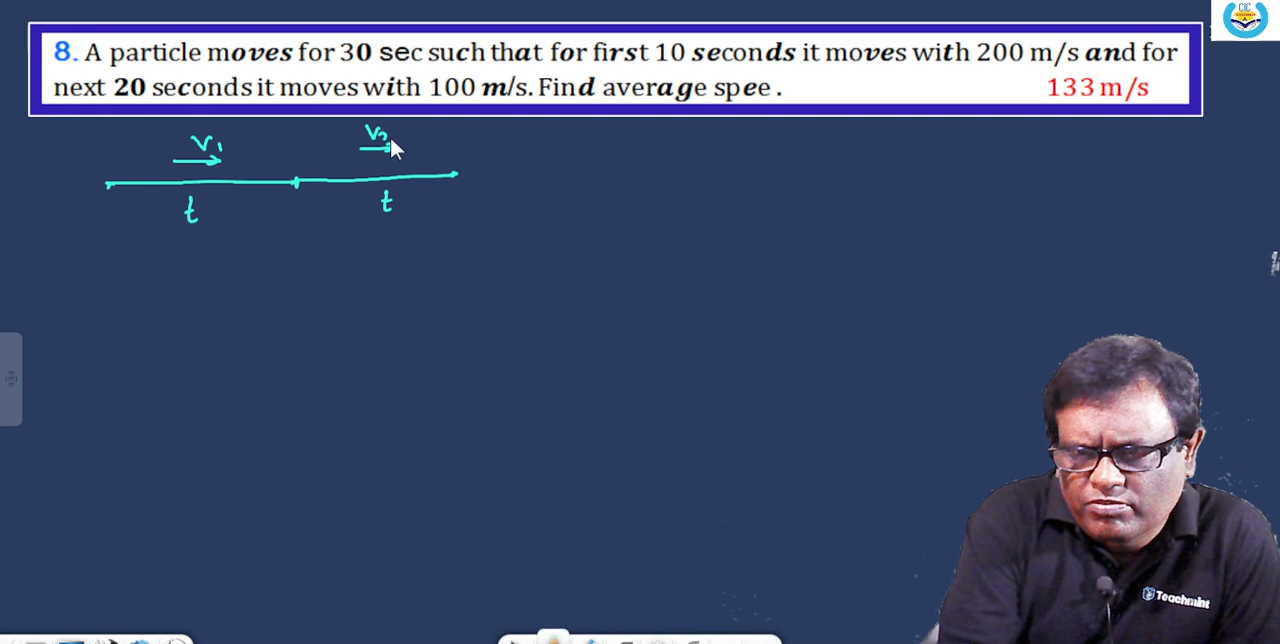 8. A particle moves for 30 sec such that for first 10 seconds it moves with 200 m/s and for
next 20 seconds it moves with 100 m/s. Find average spee .
133 m/s
V₁
V₂
t
t
CIC
Teachmint